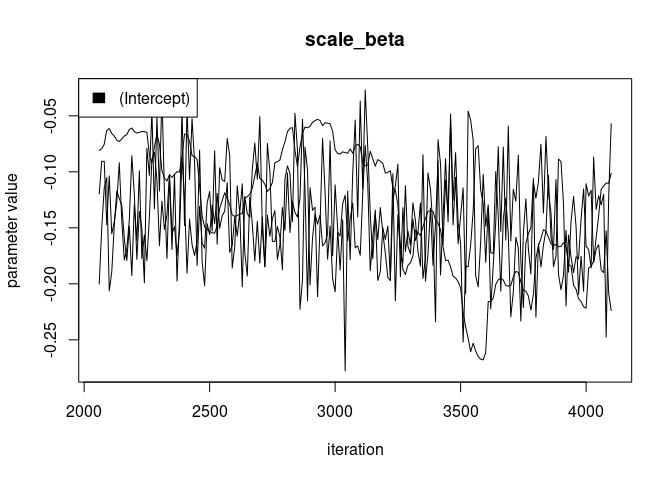 scale_beta
(Intercept)
-0.05
-0.10
-0.15
-0.20
-0.25
parameter value
2000 2500 3000 3500 4000
iteration